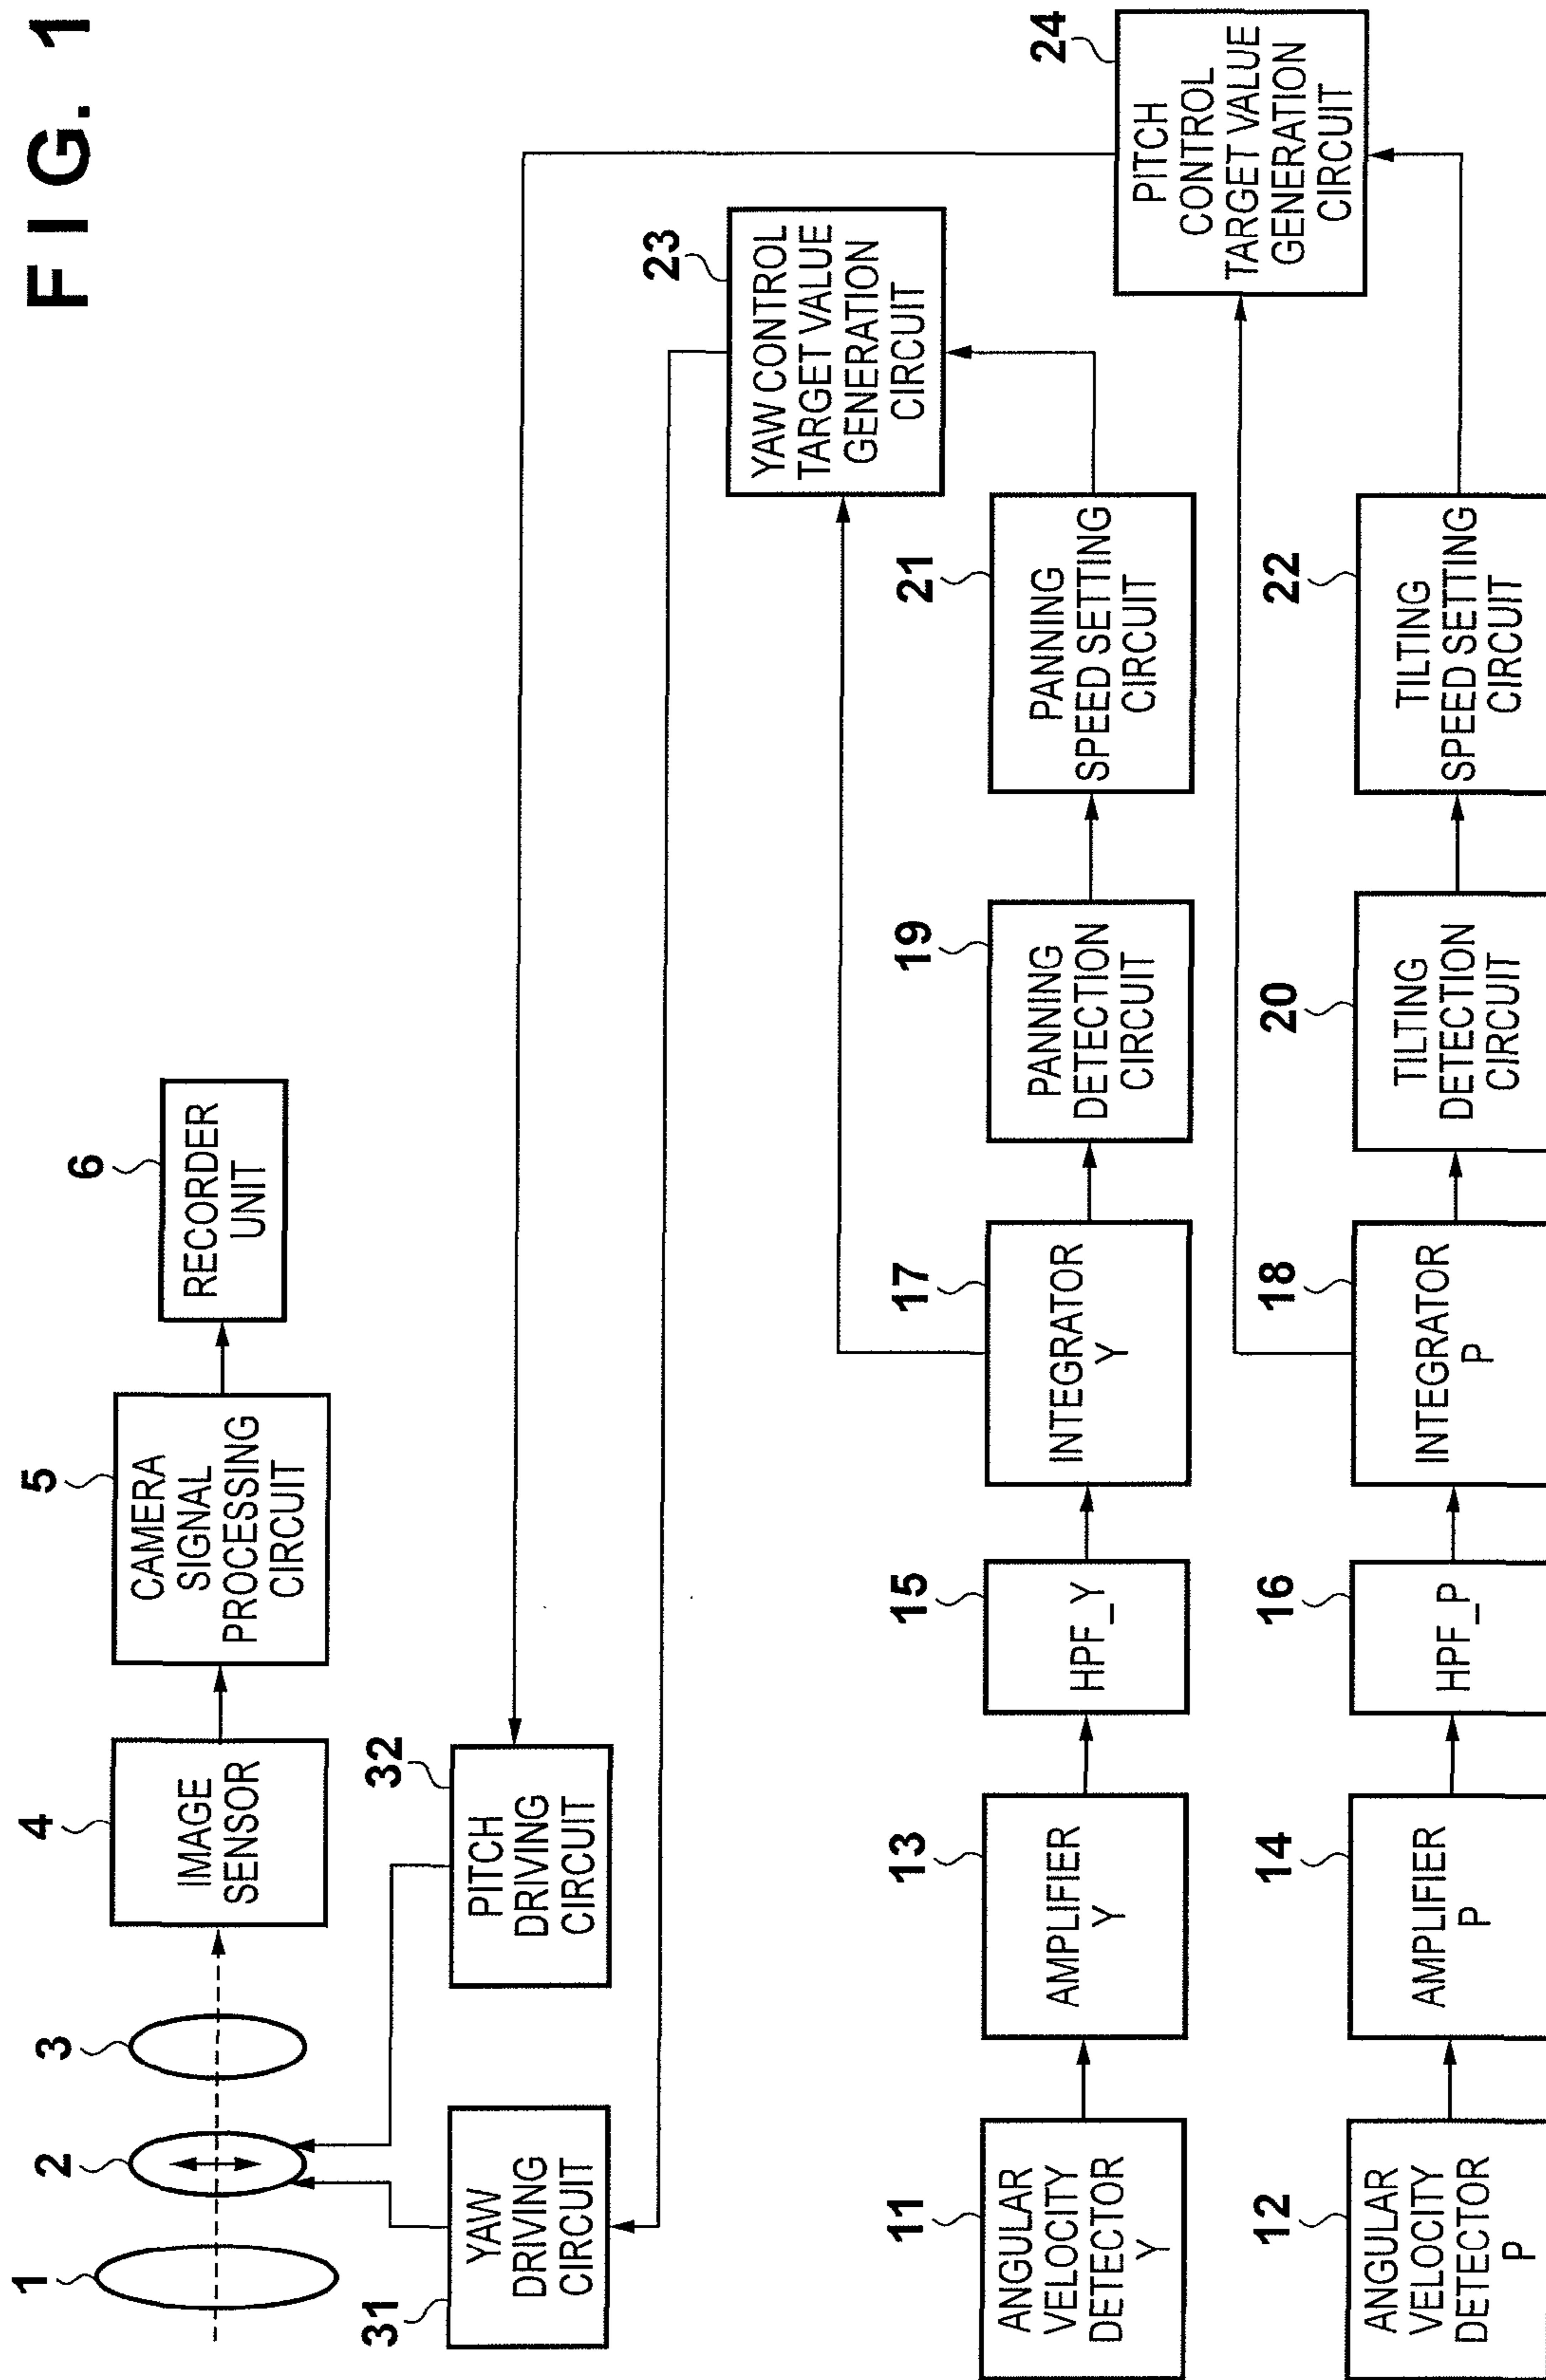 FIG. 1
1
2
3
4
IMAGE
SENSOR
5
CAMERA
SIGNAL
PROCESSING
CIRCUIT
6
RECORDER
UNIT
31
YAW
DRIVING
CIRCUIT
32
PITCH
DRIVING
CIRCUIT
23
YAW CONTROL
TARGET VALUE
GENERATION
CIRCUIT
24
PITCH
CONTROL
TARGET VALUE
GENERATION
CIRCUIT
11
ANGULAR
VELOCITY
DETECTOR
Y
13
AMPLIFIER
Y
15
HPF_Y
17
INTEGRATOR
Y
19
PANNING
DETECTION
CIRCUIT
21
PANNING
SPEED SETTING
CIRCUIT
12
ANGULAR
VELOCITY
DETECTOR
P
14
AMPLIFIER
P
16
HPF_P
18
INTEGRATOR
P
20
TILTING
DETECTION
CIRCUIT
22
TILTING
SPEED SETTING
CIRCUIT